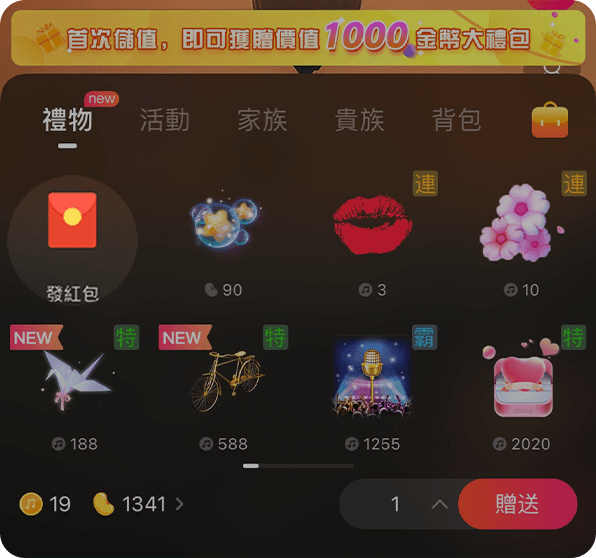 首次儲值，即可獲贈價值1000金幣大禮包
禮物 new 活動 家族 貴族 背包
連 連
發紅包 90 3 10
NEW 特 NEW 特 霸 特
188 588 1255 2020
19 1341 1 贈送